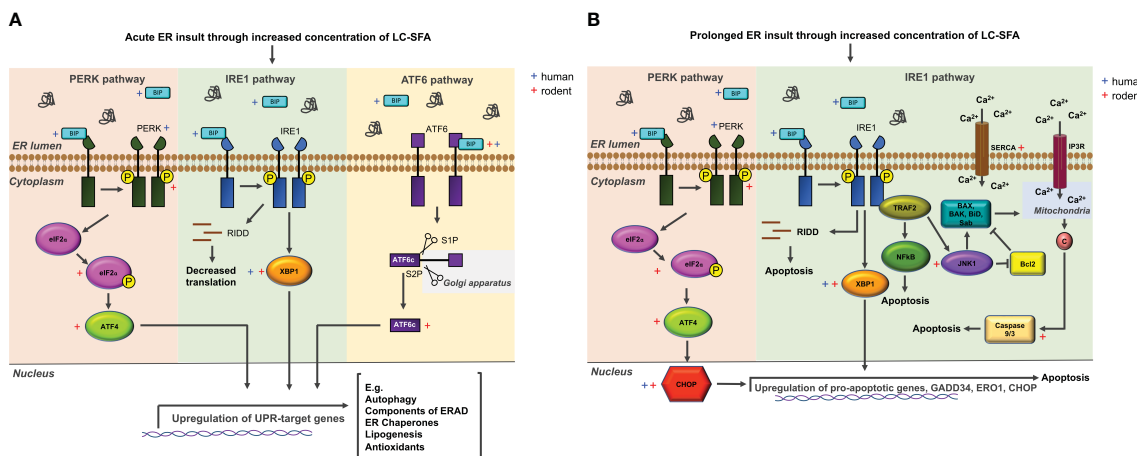 A
Acute ER insult through increased concentration of LC-SFA
PERK pathway
IRE1 pathway
ATF6 pathway
+ human
+ rodent
+ BIP
+ BIP
+ BIP
+ BIP
PERK +
+ BIP
IRE1
ATF6
BIP ++
ER lumen
Cytoplasm
P P
P P
+
eIF2α
RIDD
S1P
ATF6c
S2P
Golgi apparatus
+ eIF2α
P
Decreased
translation
+ + XBP1
+ ATF4
ATF6c +
Nucleus
Upregulation of UPR-target genes
E.g.
Autophagy
Components of ERAD
ER Chaperones
Lipogenesis
Antioxidants
B
Prolonged ER insult through increased concentration of LC-SFA
PERK pathway
IRE1 pathway
+ human
+ rodent
+ BIP
+ BIP
+ BIP
+ PERK
+ BIP
IRE1
Ca2+
Ca2+
Ca2+
Ca2+
Ca2+
Ca2+
SERCA +
IP3R
ER lumen
Cytoplasm
P P
P P
+
Ca2+
Ca2+
Ca2+
Ca2+
Mitochondria
TRAF2
BAX,
BAK, BiD,
Sab
eIF2α
RIDD
C
+ eIF2α
P
NFkB
+ JNK1
Bcl2
Apoptosis
+ + XBP1
Apoptosis
+ ATF4
Apoptosis
Caspase
9/3
+
Nucleus
++ CHOP
Upregulation of pro-apoptotic genes, GADD34, ERO1, CHOP
Apoptosis